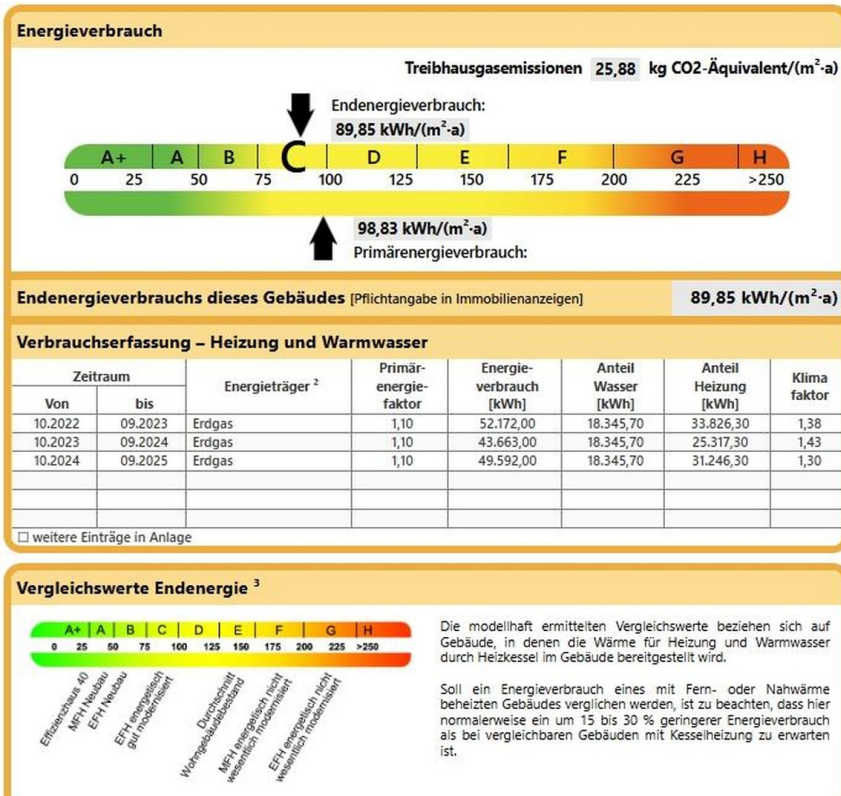 Energieverbrauch
Treibhausgasemissionen 25,88 kg CO2-Äquivalent/(m²·a)
Endenergieverbrauch:
89,85 kWh/(m²·a)
A+ A B C D E F G H
0 25 50 75 100 125 150 175 200 225 >250
98,83 kWh/(m²·a)
Primärenergieverbrauch:
Endenergieverbrauchs dieses Gebäudes [Pflichtangabe in Immobilienanzeigen] 89,85 kWh/(m²·a)
Verbrauchserfassung – Heizung und Warmwasser
Zeitraum
Von bis
Energieträger ²
Primär-
energie-
faktor
Energie-
verbrauch
[kWh]
Anteil
Wasser
[kWh]
Anteil
Heizung
[kWh]
Klima
faktor
10.2022 09.2023 Erdgas 1,10 52.172,00 18.345,70 33.826,30 1,38
10.2023 09.2024 Erdgas 1,10 43.663,00 18.345,70 25.317,30 1,43
10.2024 09.2025 Erdgas 1,10 49.592,00 18.345,70 31.246,30 1,30
☐ weitere Einträge in Anlage
Vergleichswerte Endenergie ³
A+ A B C D E F G H
0 25 50 75 100 125 150 175 200 225 >250
Effizienzhaus 40
MFH Neubau
EFH Neubau
EFH energetisch
gut modernisiert
Durchschnitt
Wohngebäudebestand
MFH energetisch nicht
wesentlich modernisiert
EFH energetisch nicht
wesentlich modernisiert
Die modellhaft ermittelten Vergleichswerte beziehen sich auf
Gebäude, in denen die Wärme für Heizung und Warmwasser
durch Heizkessel im Gebäude bereitgestellt wird.
Soll ein Energieverbrauch eines mit Fern- oder Nahwärme
beheizten Gebäudes verglichen werden, ist zu beachten, dass hier
normalerweise ein um 15 bis 30 % geringerer Energieverbrauch
als bei vergleichbaren Gebäuden mit Kesselheizung zu erwarten
ist.